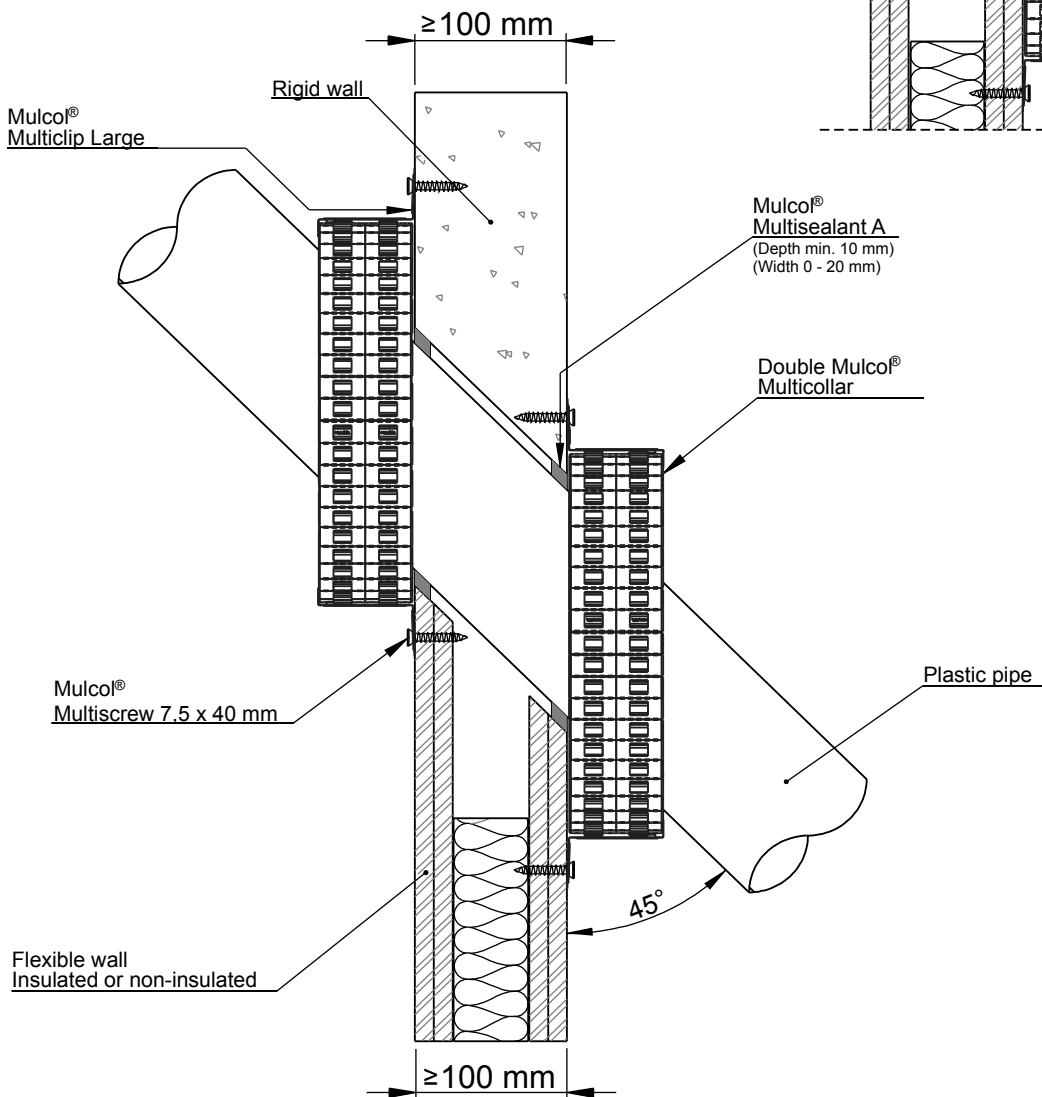 ≥100 mm
Rigid wall
Mulcol®
Multiclip Large
Mulcol®
Multisealant A
(Depth min. 10 mm)
(Width 0 - 20 mm)
Double Mulcol®
Multicollar
Mulcol®
Multiscrew 7,5 x 40 mm
Plastic pipe
45°
Flexible wall
Insulated or non-insulated
≥100 mm